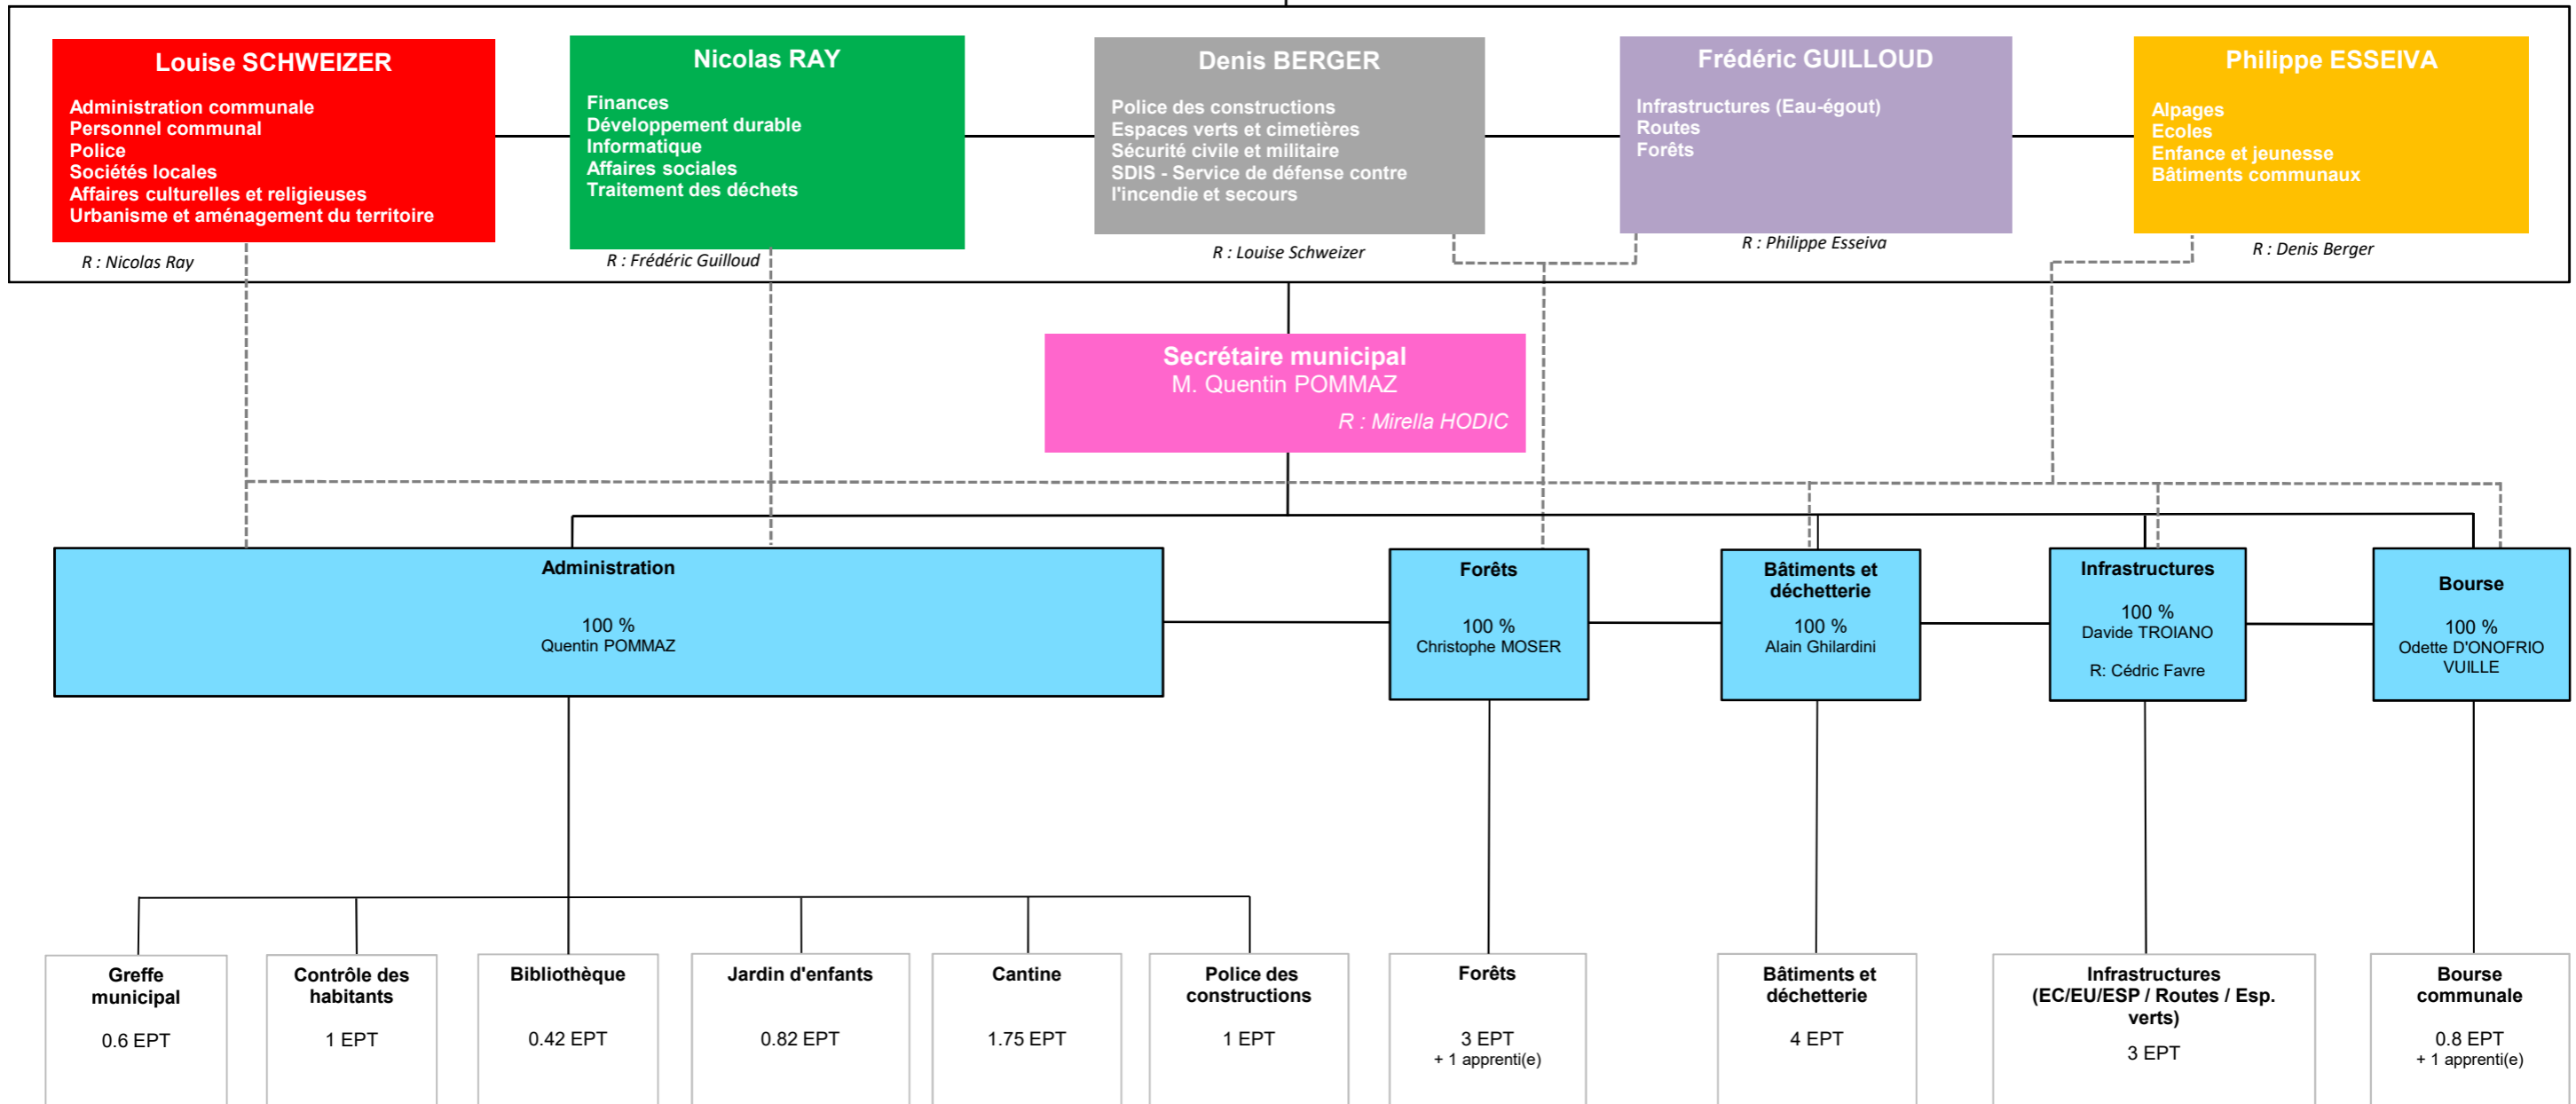 Louise SCHWEIZER
Administration communale
Personnel communal
Police
Sociétés locales
Affaires culturelles et religieuses
Urbanisme et aménagement du territoire
R : Nicolas Ray
Nicolas RAY
Finances
Développement durable
Informatique
Affaires sociales
Traitement des déchets
R : Frédéric Guilloud
Denis BERGER
Police des constructions
Espaces verts et cimetières
Sécurité civile et militaire
SDIS - Service de défense contre
l'incendie et secours
R : Louise Schweizer
Frédéric GUILLOUD
Infrastructures (Eau-égout)
Routes
Forêts
R : Philippe Esseiva
Philippe ESSEIVA
Alpages
Ecoles
Enfance et jeunesse
Bâtiments communaux
R : Denis Berger
Secrétaire municipal
M. Quentin POMMAZ
R : Mirella HODIC
Administration
100 %
Quentin POMMAZ
Forêts
100 %
Christophe MOSER
Bâtiments et
déchetterie
100 %
Alain Ghilardini
Infrastructures
100 %
Davide TROIANO
R: Cédric Favre
Bourse
100 %
Odette D'ONOFRIO
VUILLE
Greffe
municipal
0.6 EPT
Contrôle des
habitants
1 EPT
Bibliothèque
0.42 EPT
Jardin d'enfants
0.82 EPT
Cantine
1.75 EPT
Police des
constructions
1 EPT
Forêts
3 EPT
+ 1 apprenti(e)
Bâtiments et
déchetterie
4 EPT
Infrastructures
(EC/EU/ESP / Routes / Esp.
verts)
3 EPT
Bourse
communale
0.8 EPT
+ 1 apprenti(e)